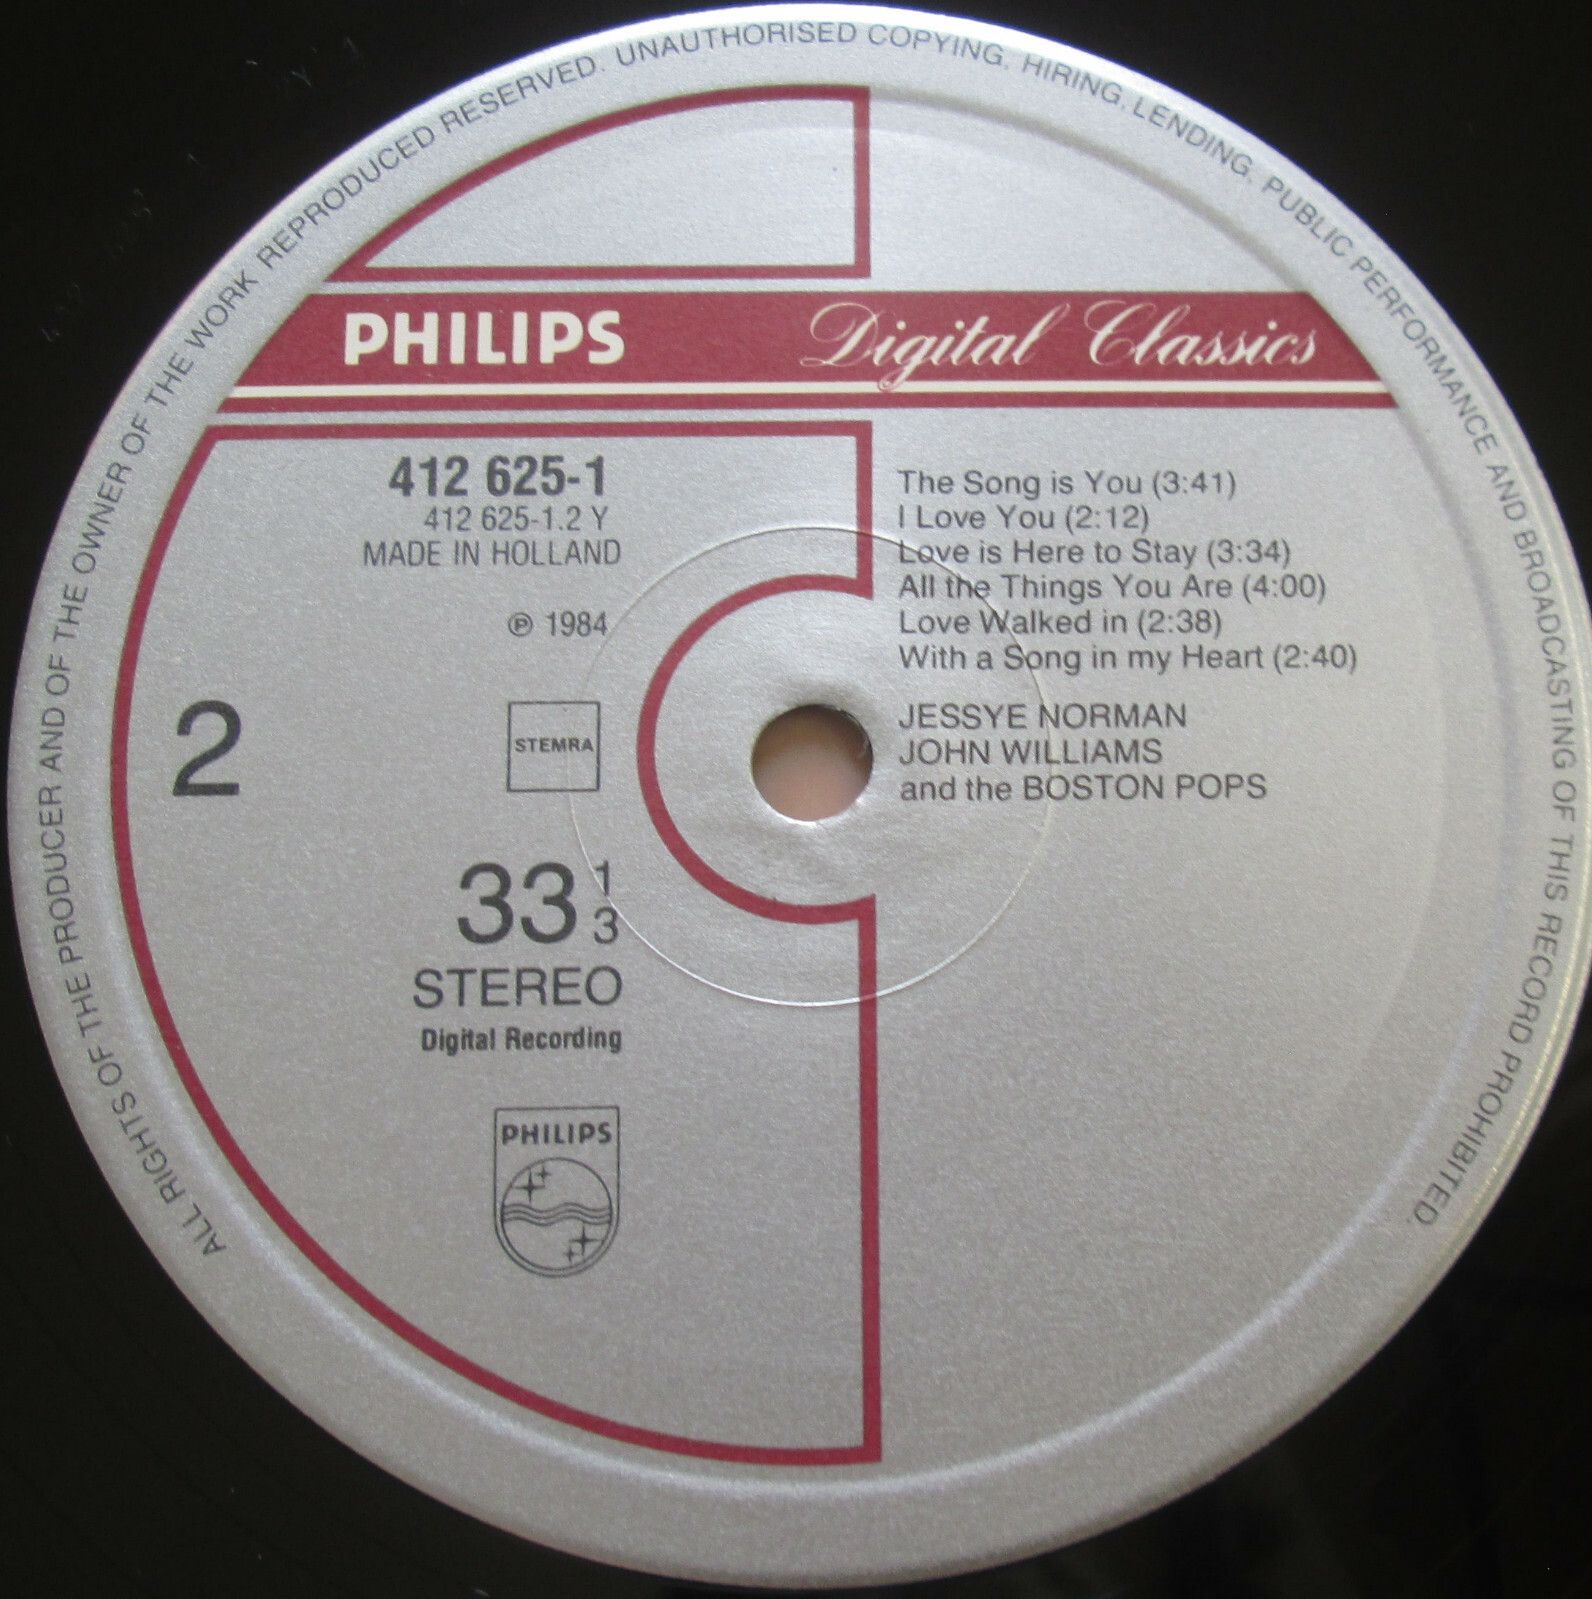 ALL RIGHTS OF THE PRODUCER AND OF THE OWNER OF THE WORK REPRODUCED RESERVED. UNAUTHORISED COPYING, HIRING, LENDING, PUBLIC PERFORMANCE AND BROADCASTING OF THIS RECORD PROHIBITED.
PHILIPS Digital Classics
412 625-1
412 625-1.2 Y
MADE IN HOLLAND
℗ 1984
2
STEMRA
33 1/3
STEREO
Digital Recording
PHILIPS
The Song is You (3:41)
I Love You (2:12)
Love is Here to Stay (3:34)
All the Things You Are (4:00)
Love Walked in (2:38)
With a Song in my Heart (2:40)
JESSYE NORMAN
JOHN WILLIAMS
and the BOSTON POPS